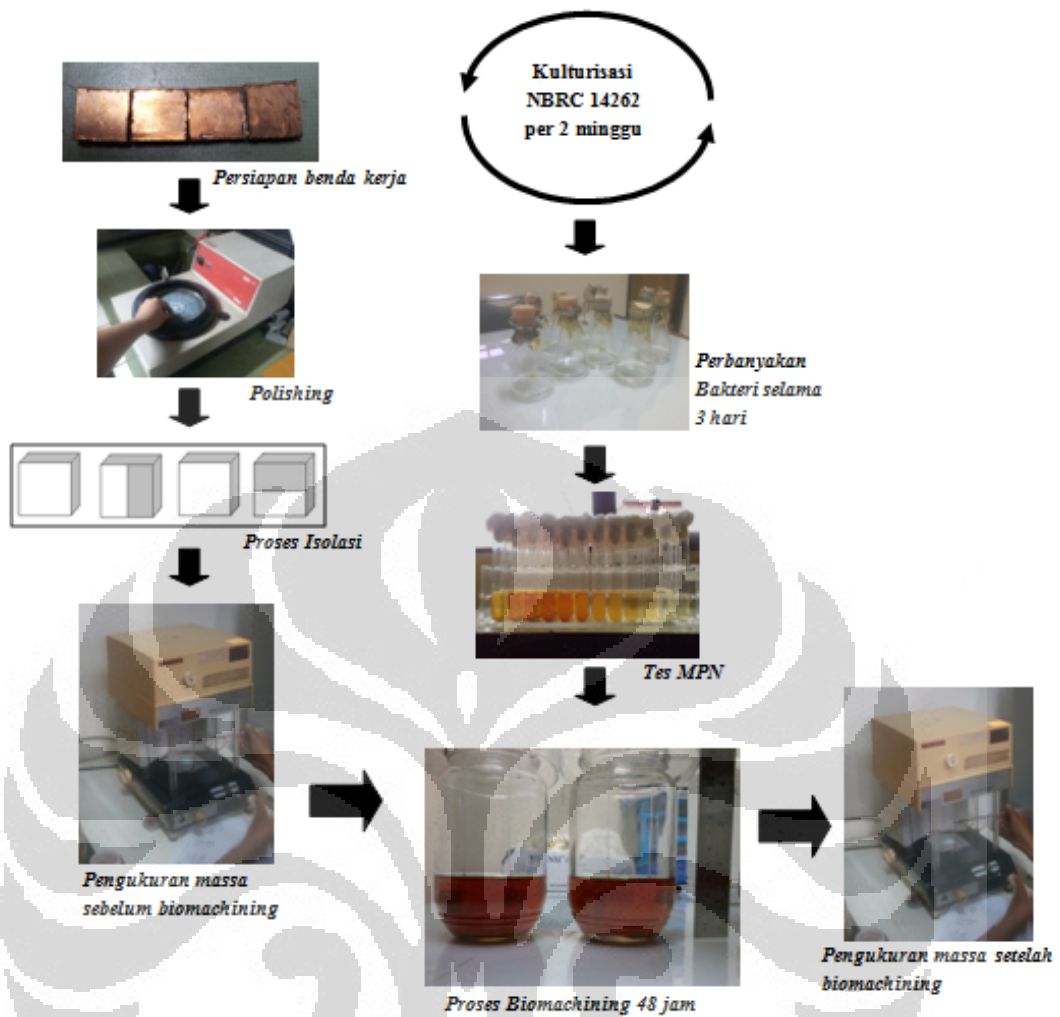 Kulturisasi
NBRC 14262
per 2 minggu
Persiapan benda kerja
Polishing
Perbanyakan
Bakteri selama
3 hari
Proses Isolasi
Tes MPN
Pengukuran massa
sebelum biomachining
Proses Biomachining 48 jam
Pengukuran massa setelah
biomachining